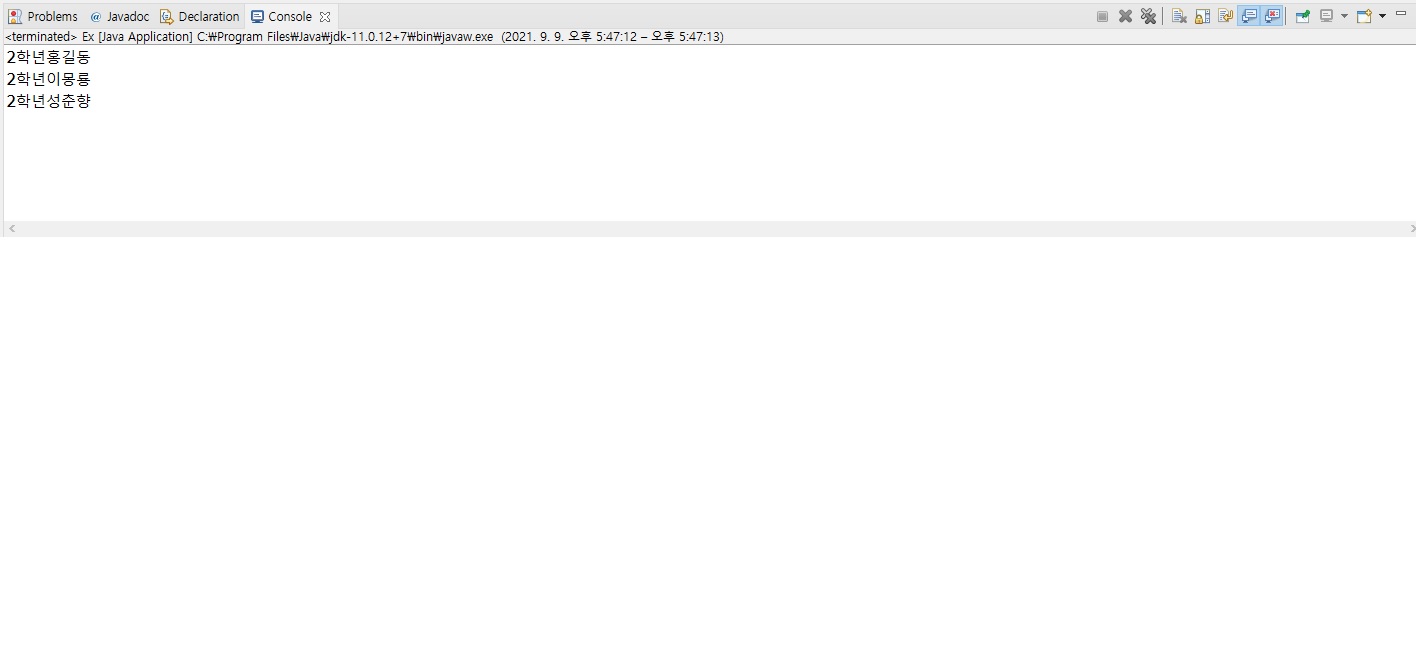 Problems @ Javadoc Declaration Console
<terminated> Ex [Java Application] C:₩Program Files₩Java₩jdk-11.0.12+7₩bin₩javaw.exe (2021. 9. 9. 오후 5:47:12 – 오후 5:47:13)
2학년홍길동
2학년이몽룡
2학년성춘향